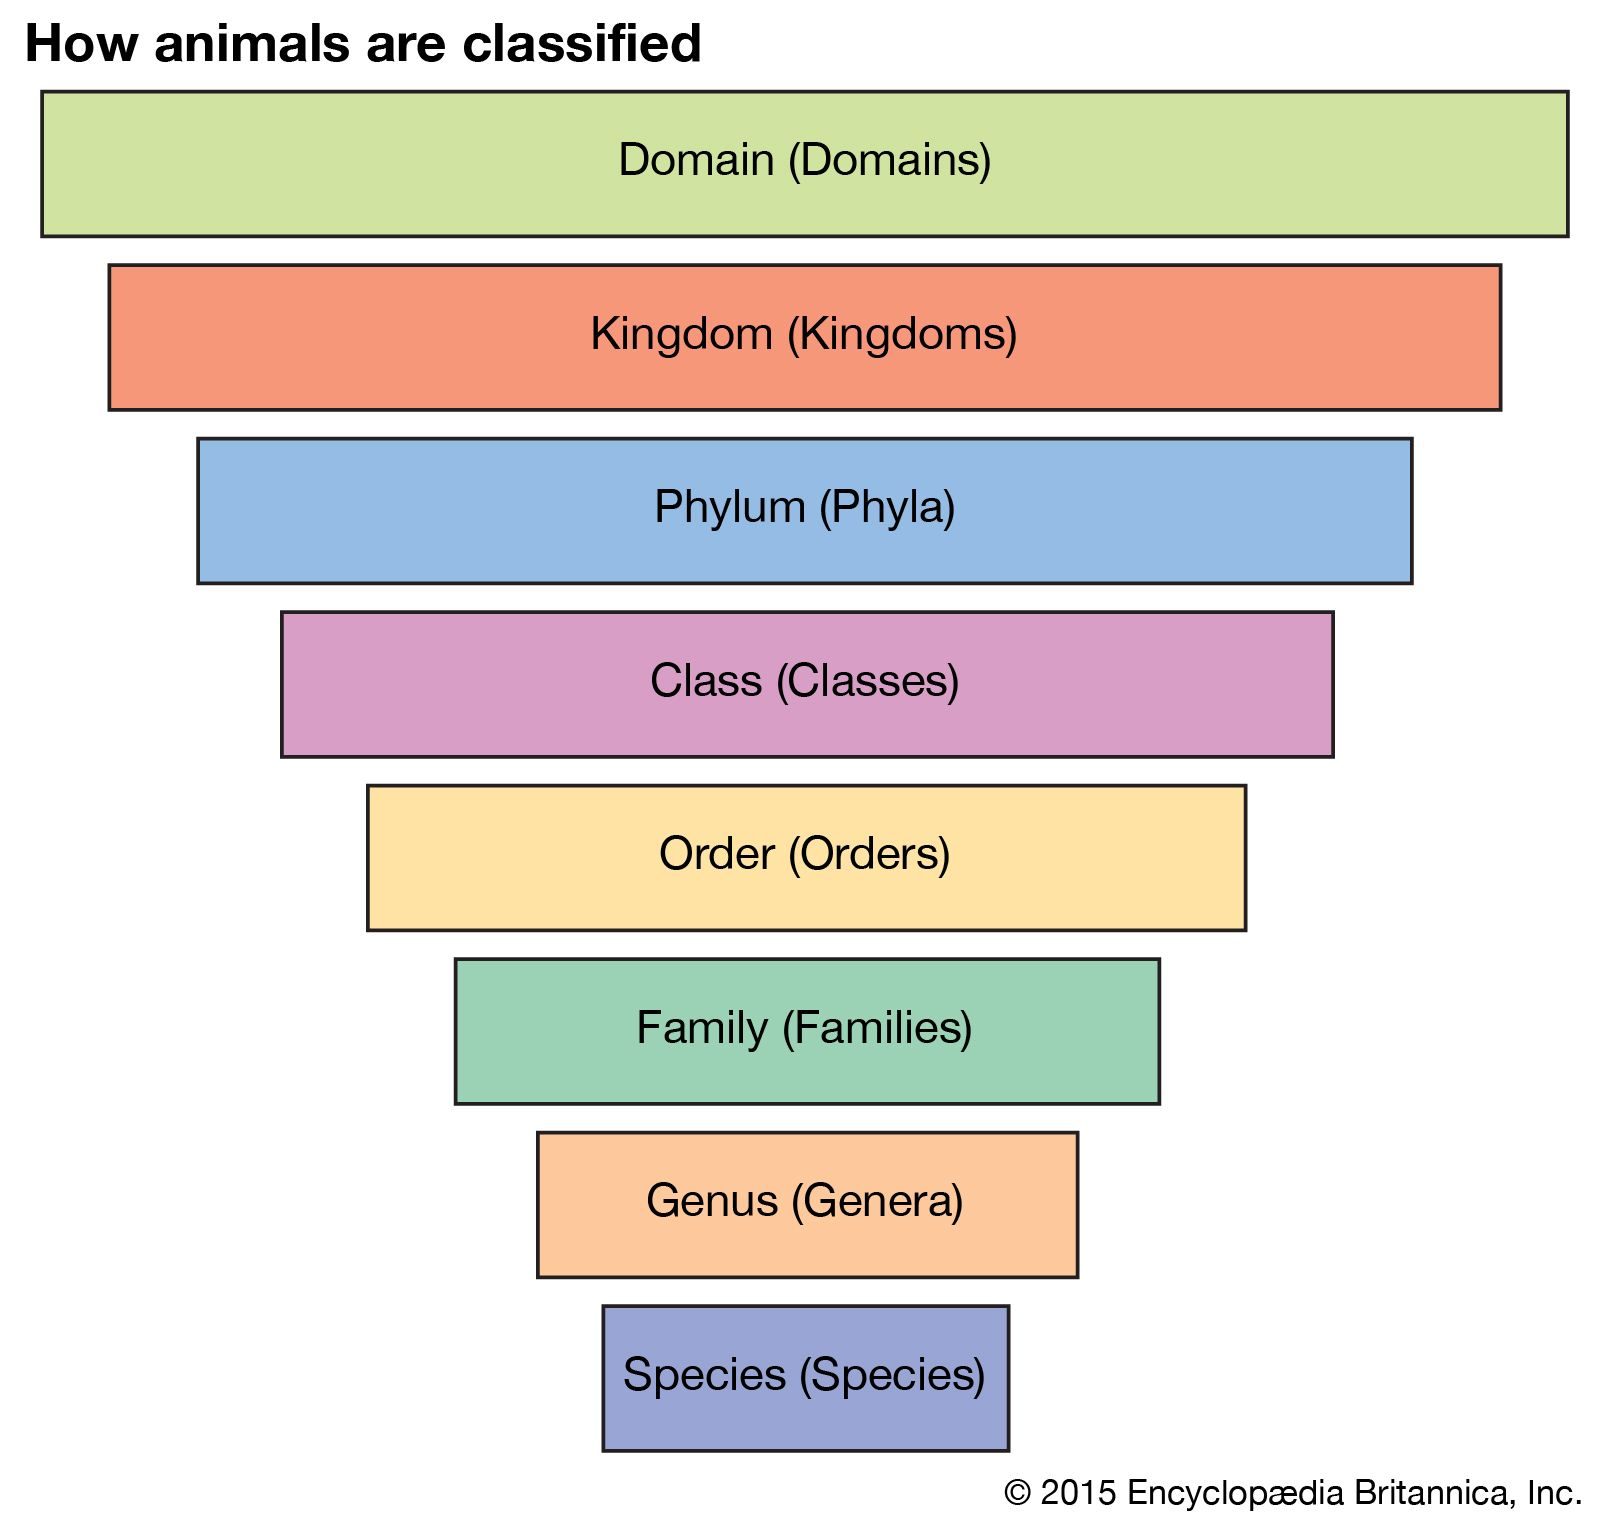 How animals are classified
Domain (Domains)
Kingdom (Kingdoms)
Phylum (Phyla)
Class (Classes)
Order (Orders)
Family (Families)
Genus (Genera)
Species (Species)
© 2015 Encyclopædia Britannica, Inc.